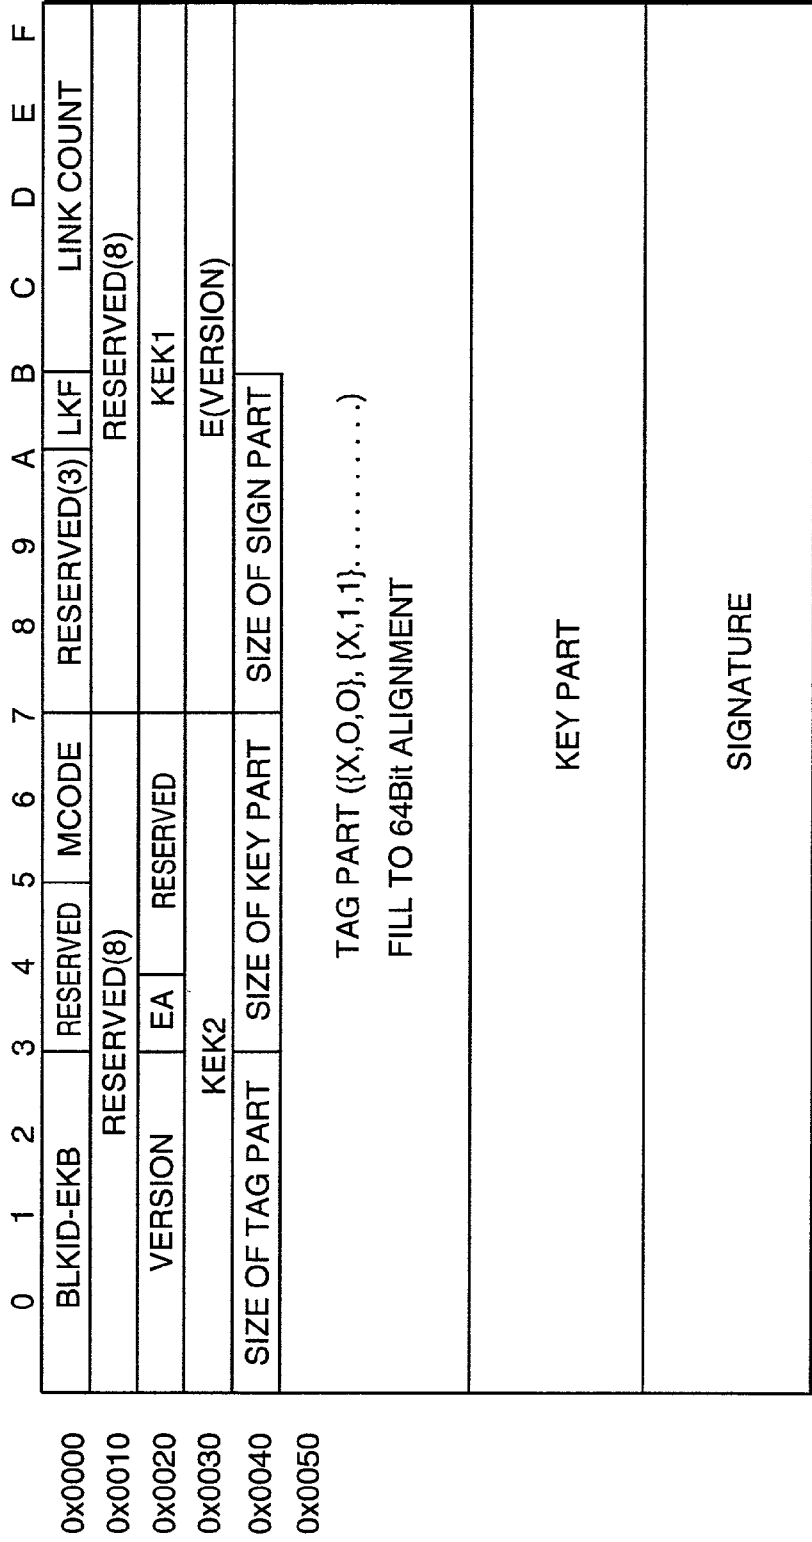 0 1 2 3 4 5 6 7 8 9 A B C D E F
0x0000 BLKID-EKB RESERVED MCODE RESERVED(3) LKF LINK COUNT
0x0010 RESERVED(8) RESERVED(8)
0x0020 VERSION EA RESERVED KEK1
0x0030 KEK2 E(VERSION)
0x0040 SIZE OF TAG PART SIZE OF KEY PART SIZE OF SIGN PART
0x0050
TAG PART ({X,O,O}, {X,1,1}..........)
FILL TO 64Bit ALIGNMENT
KEY PART
SIGNATURE